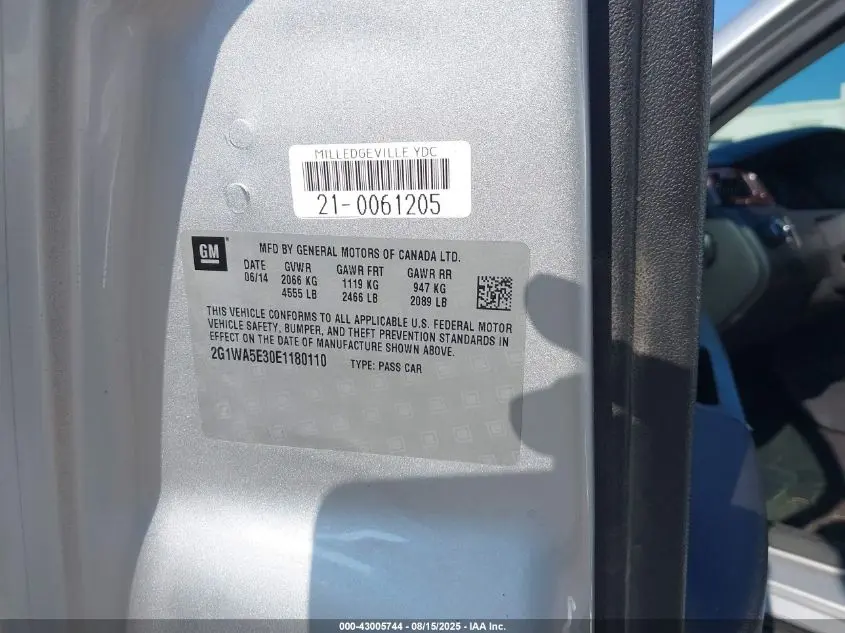 MILLEDGEVILLE YDC
21-0061205
GM
MFD BY GENERAL MOTORS OF CANADA LTD.
DATE GVWR GAWR FRT GAWR RR
06/14 2066 KG 1119 KG 947 KG
4555 LB 2466 LB 2089 LB
THIS VEHICLE CONFORMS TO ALL APPLICABLE U.S. FEDERAL MOTOR
VEHICLE SAFETY, BUMPER, AND THEFT PREVENTION STANDARDS IN
EFFECT ON THE DATE OF MANUFACTURE SHOWN ABOVE.
2G1WA5E30E1180110 TYPE: PASS CAR
000-43005744 - 08/15/2025 - IAA Inc.